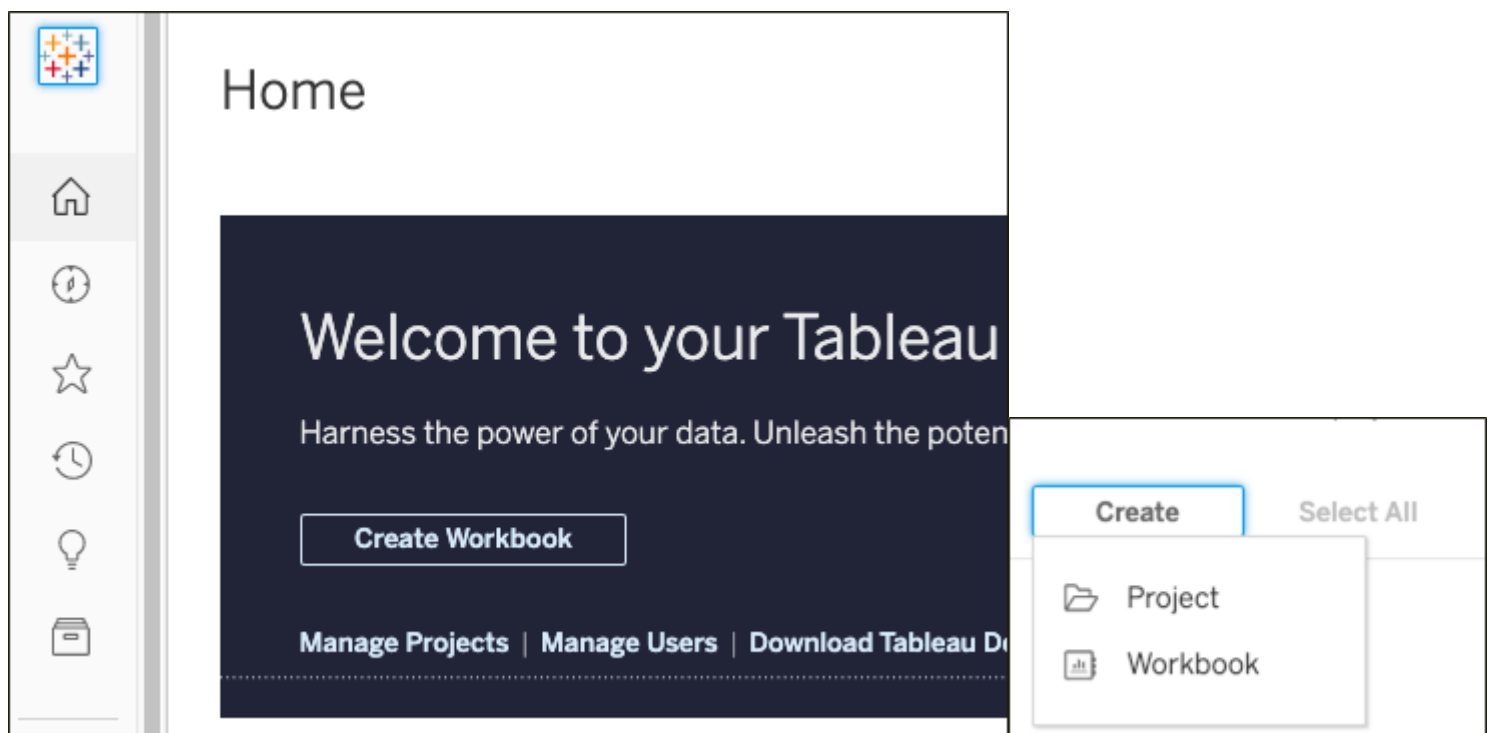 Home
Welcome to your Tableau
Harness the power of your data. Unleash the poten
Create Workbook
Manage Projects | Manage Users | Download Tableau De
Create
Select All
Project
Workbook